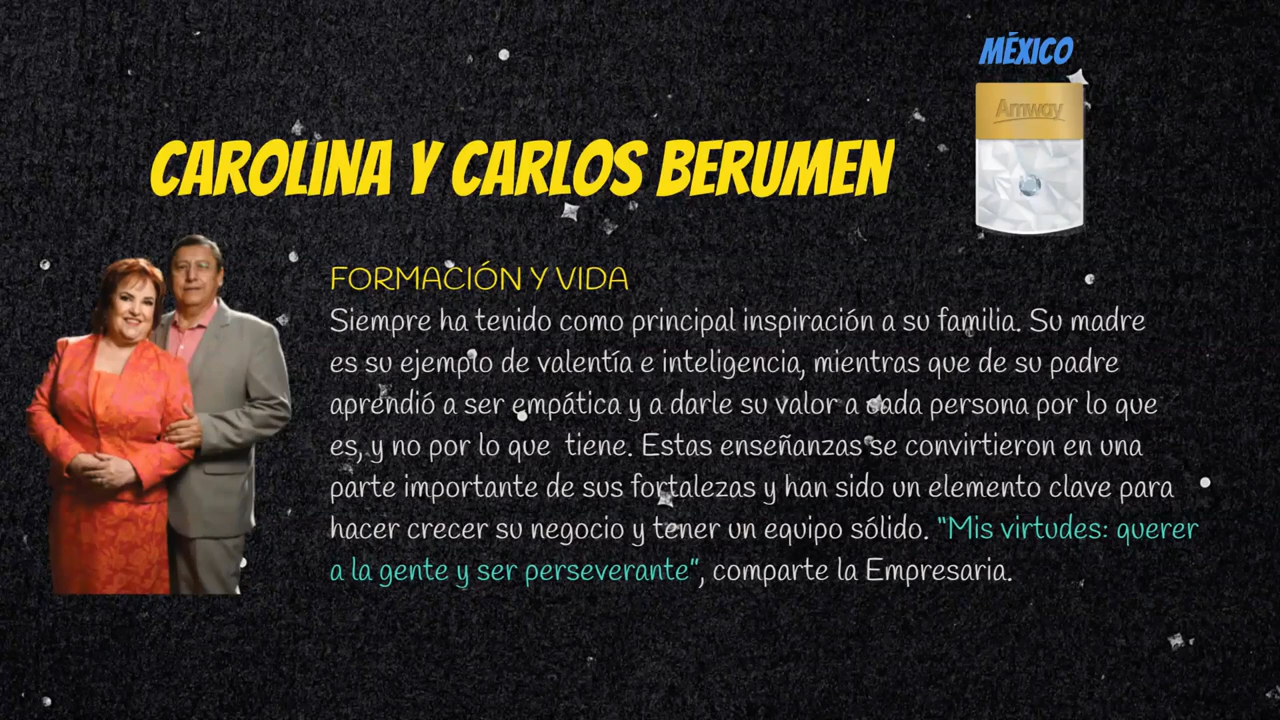 MÉXICO
Amway
CAROLINA Y CARLOS BERUMEN
FORMACIÓN Y VIDA
Siempre ha tenido como principal inspiración a su familia. Su madre
es su ejemplo de valentía e inteligencia, mientras que de su padre
aprendió a ser empática y a darle su valor a cada persona por lo que
es, y no por lo que tiene. Estas enseñanzas se convirtieron en una
parte importante de sus fortalezas y han sido un elemento clave para
hacer crecer su negocio y tener un equipo sólido. "Mis virtudes: querer
a la gente y ser perseverante", comparte la Empresaria.